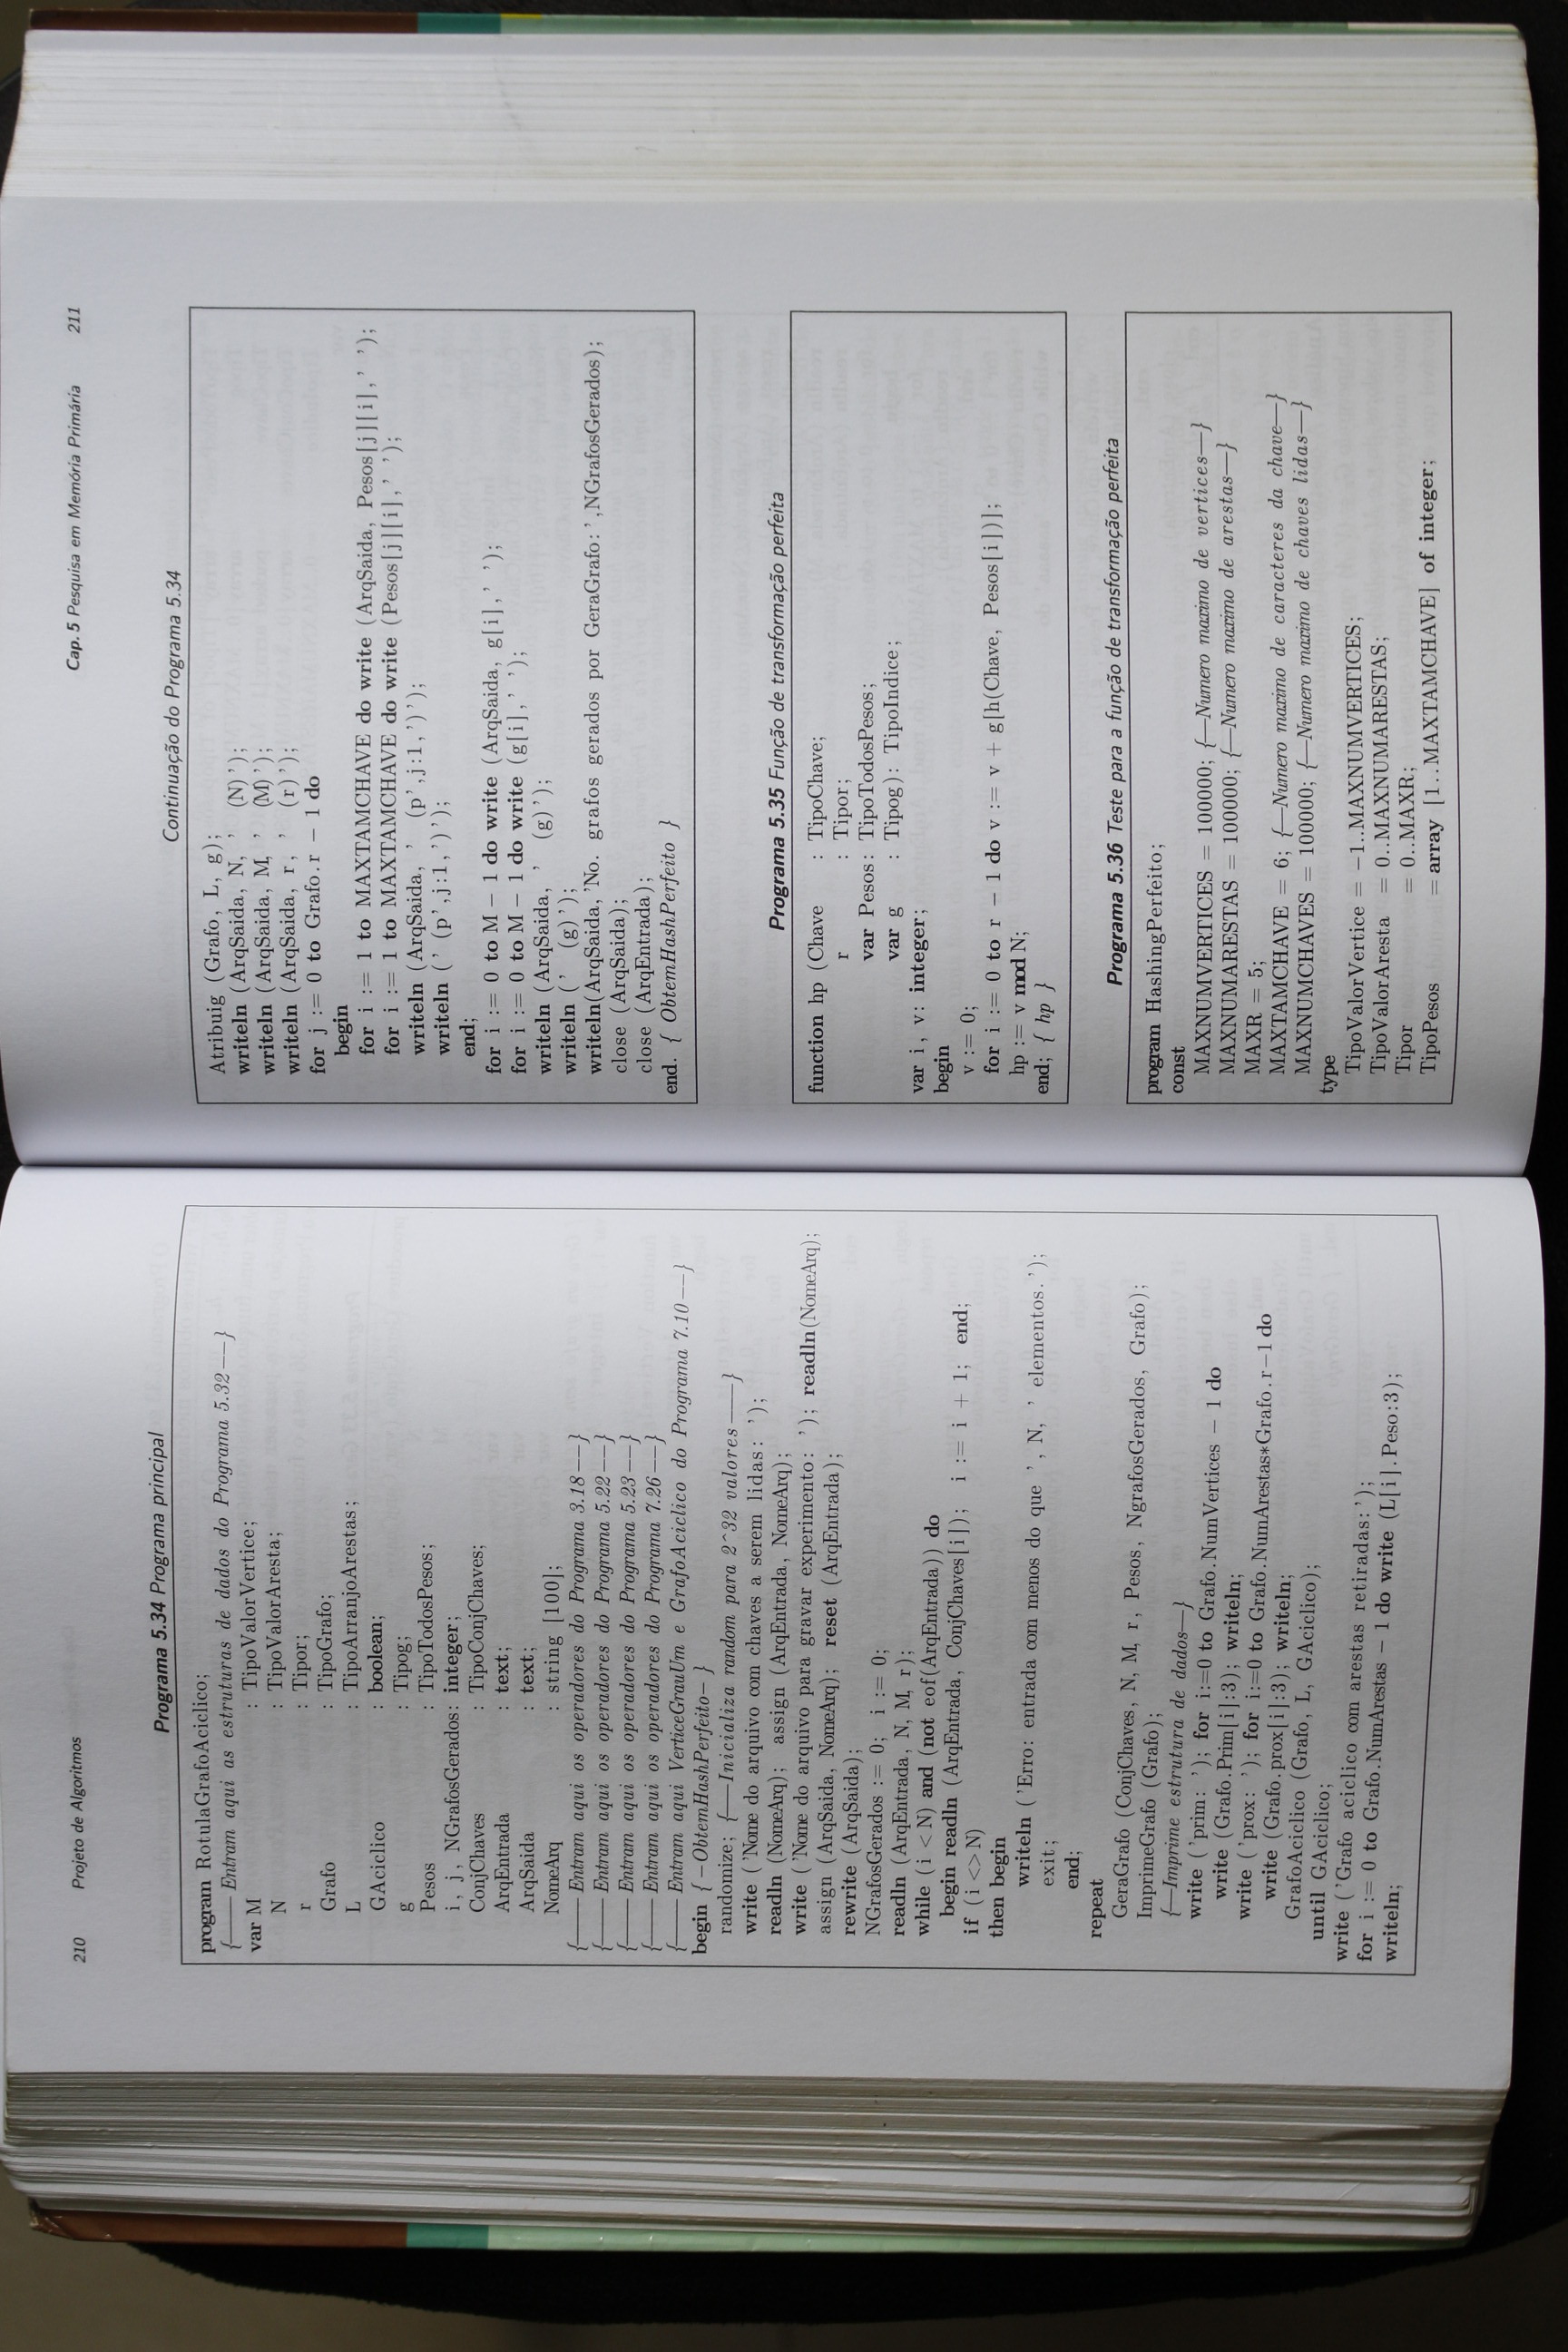 210 Projeto de Algoritmos
Programa 5.34 Programa principal
program RotulaGrafoAciclico;
{—— Entram aqui as estruturas de dados do Programa 5.32 ——}
var M : TipoValorVertice;
N : TipoValorAresta;
r : Tipor;
Grafo : TipoGrafo;
L : TipoArranjoArestas;
GAciclico : boolean;
g : Tipog;
Pesos : TipoTodosPesos;
i, j, NGrafosGerados: integer;
ConjChaves : TipoConjChaves;
ArqEntrada : text;
ArqSaida : text;
NomeArq : string [100];
{—— Entram aqui os operadores do Programa 3.18 ——}
{—— Entram aqui os operadores do Programa 5.22 ——}
{—— Entram aqui os operadores do Programa 5.23 ——}
{—— Entram aqui os operadores do Programa 7.26 ——}
{—— Entram aqui VerticeGrauUm e GrafoAciclico do Programa 7.10 ——}
begin { -ObtemHashPerfeito- }
randomize; {——Inicializa random para 2^32 valores ——}
write ('Nome do arquivo com chaves a serem lidas: ');
readln (NomeArq); assign (ArqEntrada, NomeArq);
write ('Nome do arquivo para gravar experimento: '); readln(NomeArq);
assign (ArqSaida, NomeArq); reset (ArqEntrada);
rewrite (ArqSaida);
NGrafosGerados := 0; i := 0;
readln (ArqEntrada, N, M, r);
while (i < N) and (not eof(ArqEntrada)) do
begin readln (ArqEntrada, ConjChaves[i]); i := i + 1; end;
if (i <> N)
then begin
writeln ('Erro: entrada com menos do que ', N, ' elementos.');
exit;
end;
repeat
GeraGrafo (ConjChaves, N, M, r, Pesos, NgrafosGerados, Grafo);
ImprimeGrafo (Grafo);
{—Imprime estrutura de dados—}
write ('prim: '); for i:=0 to Grafo.NumVertices - 1 do
write (Grafo.Prim[i]:3); writeln;
write ('prox: '); for i:=0 to Grafo.NumArestas*Grafo.r-1 do
write (Grafo.prox[i]:3); writeln;
GrafoAciclico (Grafo, L, GAciclico);
until GAciclico;
write ('Grafo aciclico com arestas retiradas:');
for i := 0 to Grafo.NumArestas - 1 do write (L[i].Peso:3);
writeln;
Cap. 5 Pesquisa em Memória Primária 211
Continuação do Programa 5.34
Atribuig (Grafo, L, g);
writeln (ArqSaida, N, ' (N)');
writeln (ArqSaida, M, ' (M)');
writeln (ArqSaida, r, ' (r)');
for j := 0 to Grafo.r - 1 do
begin
for i := 1 to MAXTAMCHAVE do write (ArqSaida, Pesos[j][i],' ');
for i := 1 to MAXTAMCHAVE do write (Pesos[j][i],' ');
writeln (ArqSaida, ' (p',j:1,')');
writeln (' (p',j:1,')');
end;
for i := 0 to M - 1 do write (ArqSaida, g[i],' ');
for i := 0 to M - 1 do write (g[i],' ');
writeln (ArqSaida, ' (g)');
writeln (' (g)');
writeln(ArqSaida,'No. grafos gerados por GeraGrafo:',NGrafosGerados);
close (ArqSaida);
close (ArqEntrada);
end. { ObtemHashPerfeito }
Programa 5.35 Função de transformação perfeita
function hp (Chave : TipoChave;
r : Tipor;
var Pesos: TipoTodosPesos;
var g : Tipog): TipoIndice;
var i, v: integer;
begin
v := 0;
for i := 0 to r - 1 do v := v + g[h(Chave, Pesos[i])];
hp := v mod N;
end; { hp }
Programa 5.36 Teste para a função de transformação perfeita
program HashingPerfeito;
const
MAXNUMVERTICES = 100000; {—Numero maximo de vertices—}
MAXNUMARESTAS = 100000; {—Numero maximo de arestas—}
MAXR = 5;
MAXTAMCHAVE = 6; {—Numero maximo de caracteres da chave—}
MAXNUMCHAVES = 100000; {—Numero maximo de chaves lidas—}
type
TipoValorVertice = -1..MAXNUMVERTICES;
TipoValorAresta = 0..MAXNUMARESTAS;
Tipor = 0..MAXR;
TipoPesos = array [1..MAXTAMCHAVE] of integer;